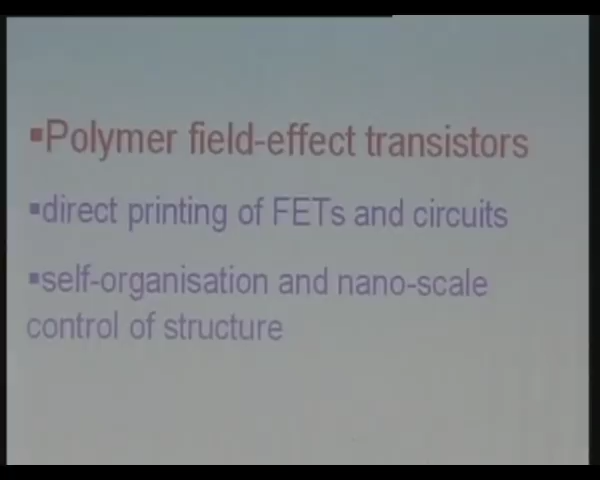 ▪Polymer field-effect transistors
▪direct printing of FETs and circuits
▪self-organisation and nano-scale
control of structure